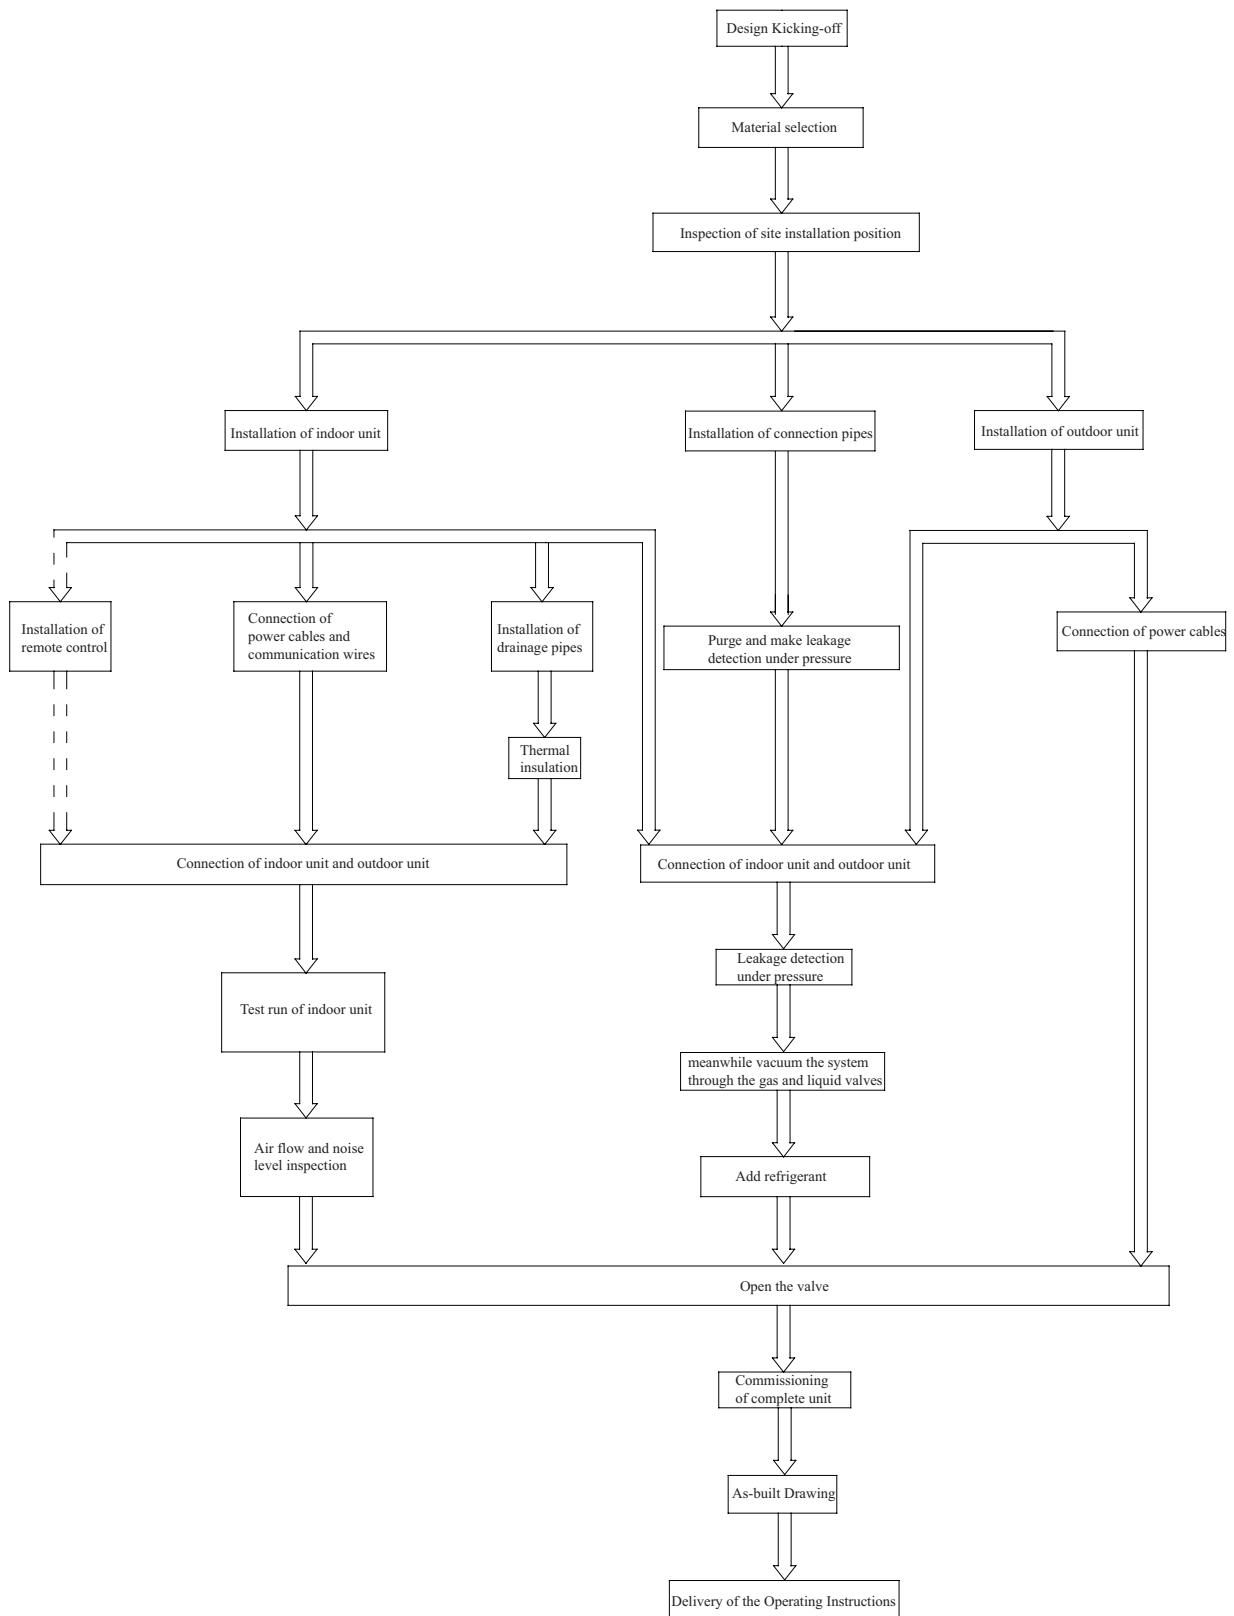 Design Kicking-off
Material selection
Inspection of site installation position
Installation of indoor unit
Installation of connection pipes
Installation of outdoor unit
Installation of
remote control
Connection of
power cables and
communication wires
Installation of
drainage pipes
Purge and make leakage
detection under pressure
Connection of power cables
Thermal
insulation
Connection of indoor unit and outdoor unit
Connection of indoor unit and outdoor unit
Leakage detection
under pressure
Test run of indoor unit
meanwhile vacuum the system
through the gas and liquid valves
Air flow and noise
level inspection
Add refrigerant
Open the valve
Commissioning
of complete unit
As-built Drawing
Delivery of the Operating Instructions